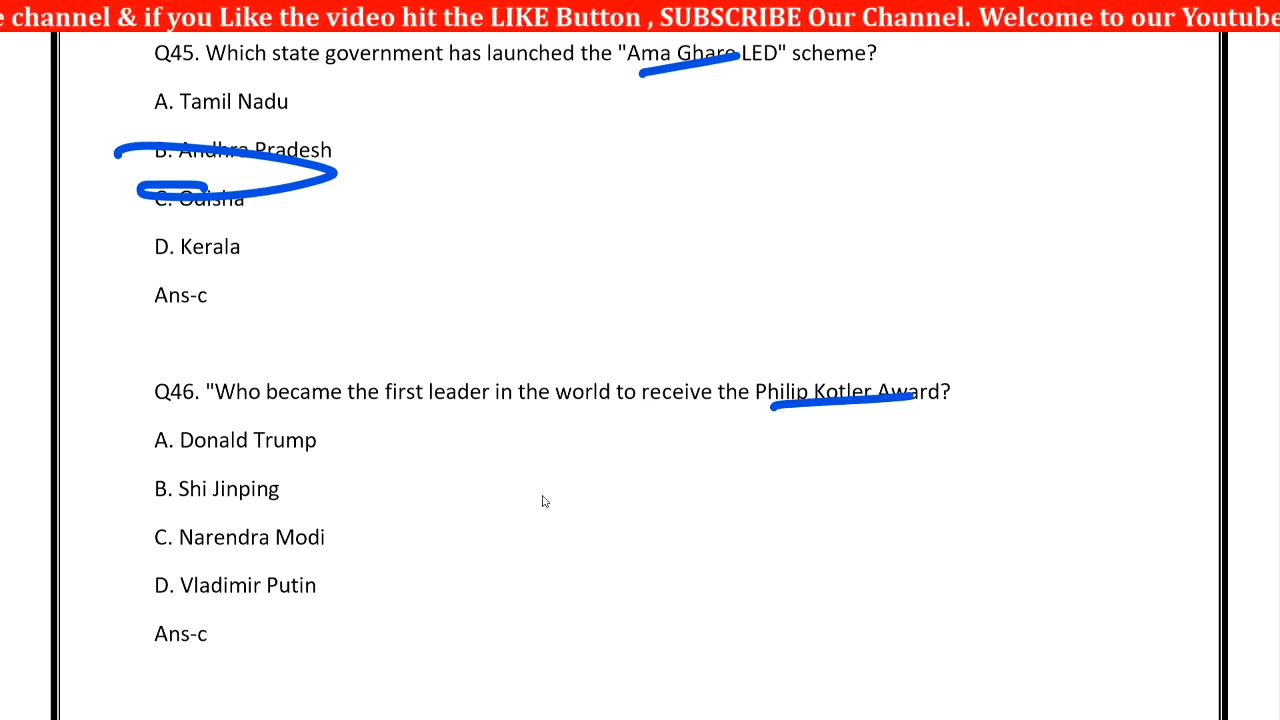 e channel & if you Like the video hit the LIKE Button , SUBSCRIBE Our Channel. Welcome to our Youtube
Q45. Which state government has launched the "Ama Ghare LED" scheme?
A. Tamil Nadu
B. Andhra Pradesh
C. Odisha
D. Kerala
Ans-c
Q46. "Who became the first leader in the world to receive the Philip Kotler Award?
A. Donald Trump
B. Shi Jinping
C. Narendra Modi
D. Vladimir Putin
Ans-c